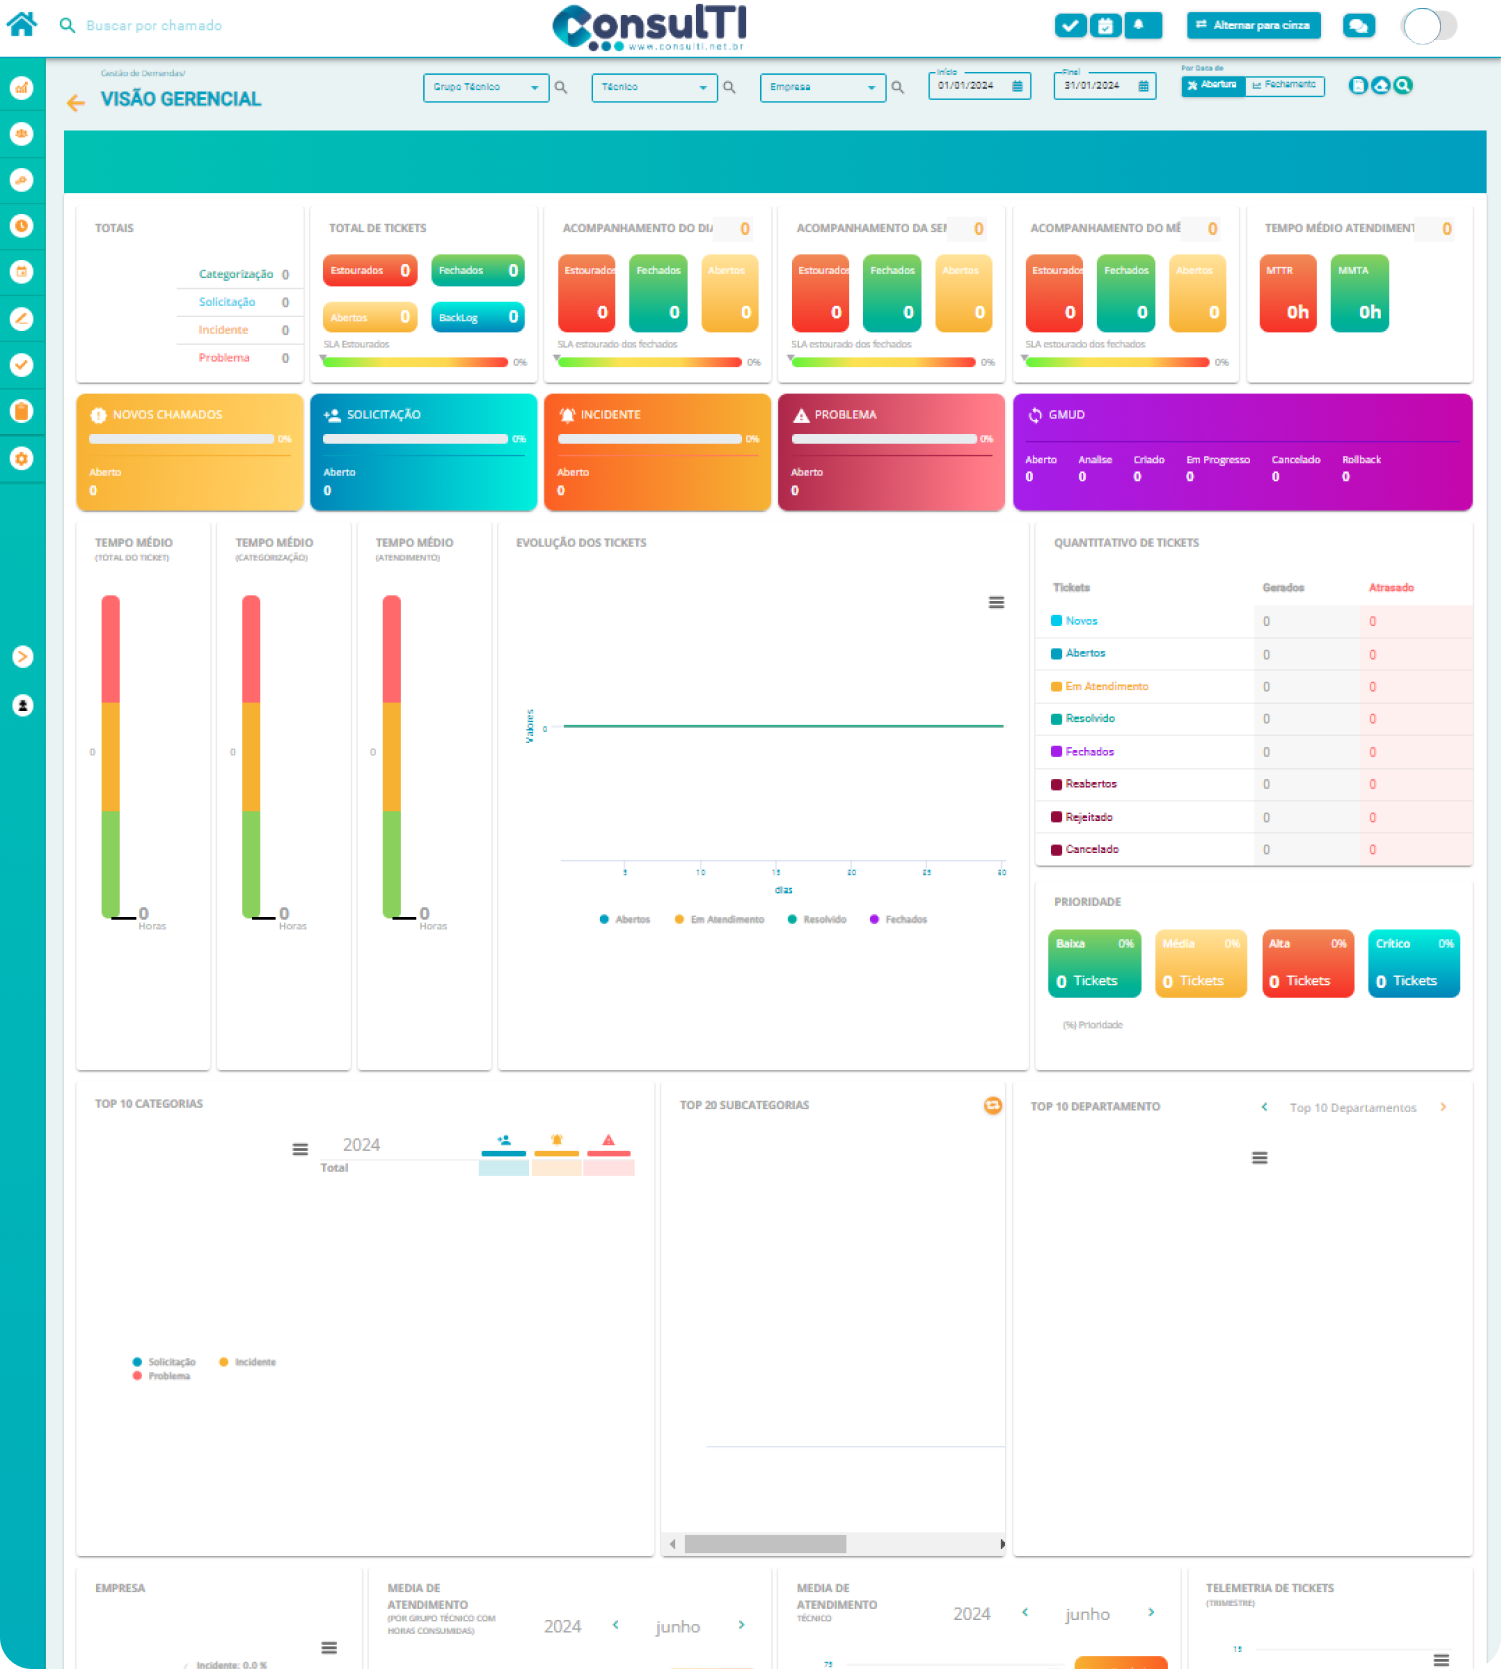 Buscar por chamado
ConsulTI
www.consulti.net.br
Alternar para cinza
Gestão de Demandas/
VISÃO GERENCIAL
Grupo Técnico
Técnico
Empresa
Início
01/01/2024
Final
31/01/2024
Por Data de
Abertura
Fechamento
TOTAIS
Categorização 0
Solicitação 0
Incidente 0
Problema 0
TOTAL DE TICKETS
Estourados 0
Fechados 0
Abertos 0
BackLog 0
SLA Estourados
0%
ACOMPANHAMENTO DO DI
0
Estourados
0
Fechados
0
Abertos
0
SLA estourado dos fechados
0%
ACOMPANHAMENTO DA SE
0
Estourados
0
Fechados
0
Abertos
0
SLA estourado dos fechados
0%
ACOMPANHAMENTO DO MÊ
0
Estourados
0
Fechados
0
Abertos
0
SLA estourado dos fechados
0%
TEMPO MÉDIO ATENDIMENT
0
MTTR
0h
MMTA
0h
NOVOS CHAMADOS
0%
Aberto
0
SOLICITAÇÃO
0%
Aberto
0
INCIDENTE
0%
Aberto
0
PROBLEMA
0%
Aberto
0
GMUD
Aberto Analise Criado Em Progresso Cancelado Rollback
0 0 0 0 0 0
TEMPO MÉDIO
(TOTAL DO TICKET)
0
0
Horas
TEMPO MÉDIO
(CATEGORIZAÇÃO)
0
0
Horas
TEMPO MÉDIO
(ATENDIMENTO)
0
0
Horas
EVOLUÇÃO DOS TICKETS
Valores
0
5 10 15 20 25 30
dias
Abertos Em Atendimento Resolvido Fechados
QUANTITATIVO DE TICKETS
Tickets Gerados Atrasado
Novos 0 0
Abertos 0 0
Em Atendimento 0 0
Resolvido 0 0
Fechados 0 0
Reabertos 0 0
Rejeitado 0 0
Cancelado 0 0
PRIORIDADE
Baixa 0%
0 Tickets
Média 0%
0 Tickets
Alta 0%
0 Tickets
Crítico 0%
0 Tickets
(%) Prioridade
TOP 10 CATEGORIAS
2024
Total
Solicitação Incidente
Problema
TOP 20 SUBCATEGORIAS
TOP 10 DEPARTAMENTO
Top 10 Departamentos
EMPRESA
Incidente: 0.0 %
MEDIA DE
ATENDIMENTO
(POR GRUPO TÉCNICO COM
HORAS CONSUMIDAS)
2024 junho
MEDIA DE
ATENDIMENTO
TÉCNICO
2024 junho
75
TELEMETRIA DE TICKETS
(TRIMESTRE)
15